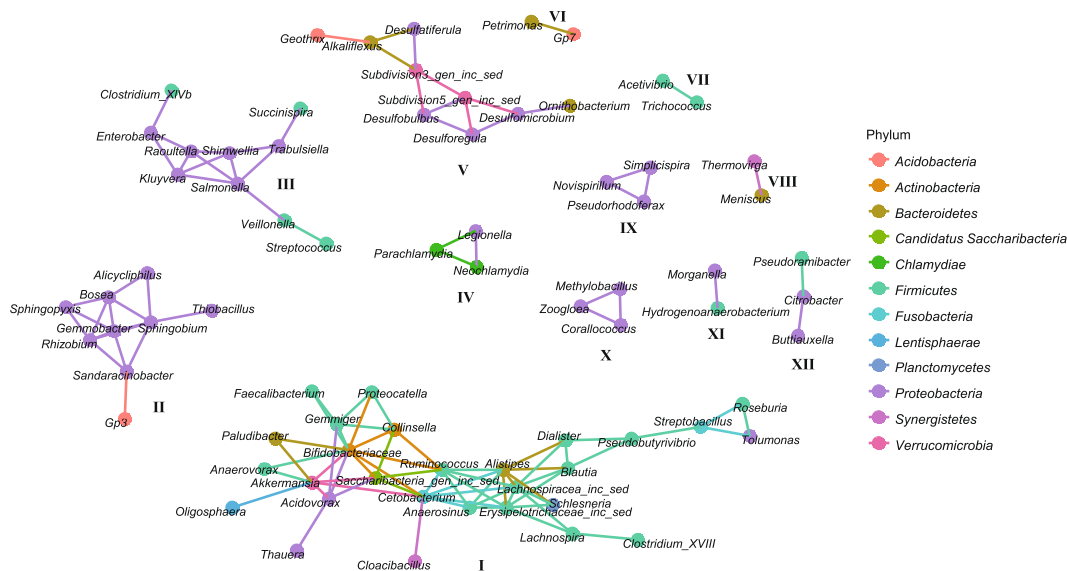 VI
Petrimonas
Gp7
Desulfatiferula
Geothrix
Alkaliflexus
Subdivision3_gen_inc_sed
Subdivision5_gen_inc_sed
Ornithobacterium
Desulfobulbus
Desulfomicrobium
Desulforegula
V
VII
Acetivibrio
Trichococcus
Clostridium_XIVb
Succinispira
Enterobacter
Raoultella
Shimwellia
Trabulsiella
Kluyvera
Salmonella
III
Veillonella
Streptococcus
Simplicispira
Novispirillum
Pseudorhodoferax
IX
Thermovirga
VIII
Meniscus
Legionella
Parachlamydia
Neochlamydia
IV
Alicycliphilus
Bosea
Sphingopyxis
Thiobacillus
Gemmobacter
Sphingobium
Rhizobium
Sandaracinobacter
II
Gp3
Methylobacillus
Zoogloea
Corallococcus
X
Morganella
Hydrogenoanaerobacterium
XI
Pseudoramibacter
Citrobacter
Buttiauxella
XII
Faecalibacterium
Proteocatella
Gemmiger
Collinsella
Paludibacter
Bifidobacteriaceae
Anaerovorax
Ruminococcus
Alistipes
Akkermansia
Saccharibacteria_gen_inc_sed
Acidovorax
Cetobacterium
Oligosphaera
Anaerosinus
Dialister
Blautia
Lachnospiracea_inc_sed
Schlesneria
Erysipelotrichaceae_inc_sed
Lachnospira
Clostridium_XVIII
Pseudobutyrivibrio
Streptobacillus
Roseburia
Tolumonas
Thauera
Cloacibacillus
I
Phylum
Acidobacteria
Actinobacteria
Bacteroidetes
Candidatus Saccharibacteria
Chlamydiae
Firmicutes
Fusobacteria
Lentisphaerae
Planctomycetes
Proteobacteria
Synergistetes
Verrucomicrobia